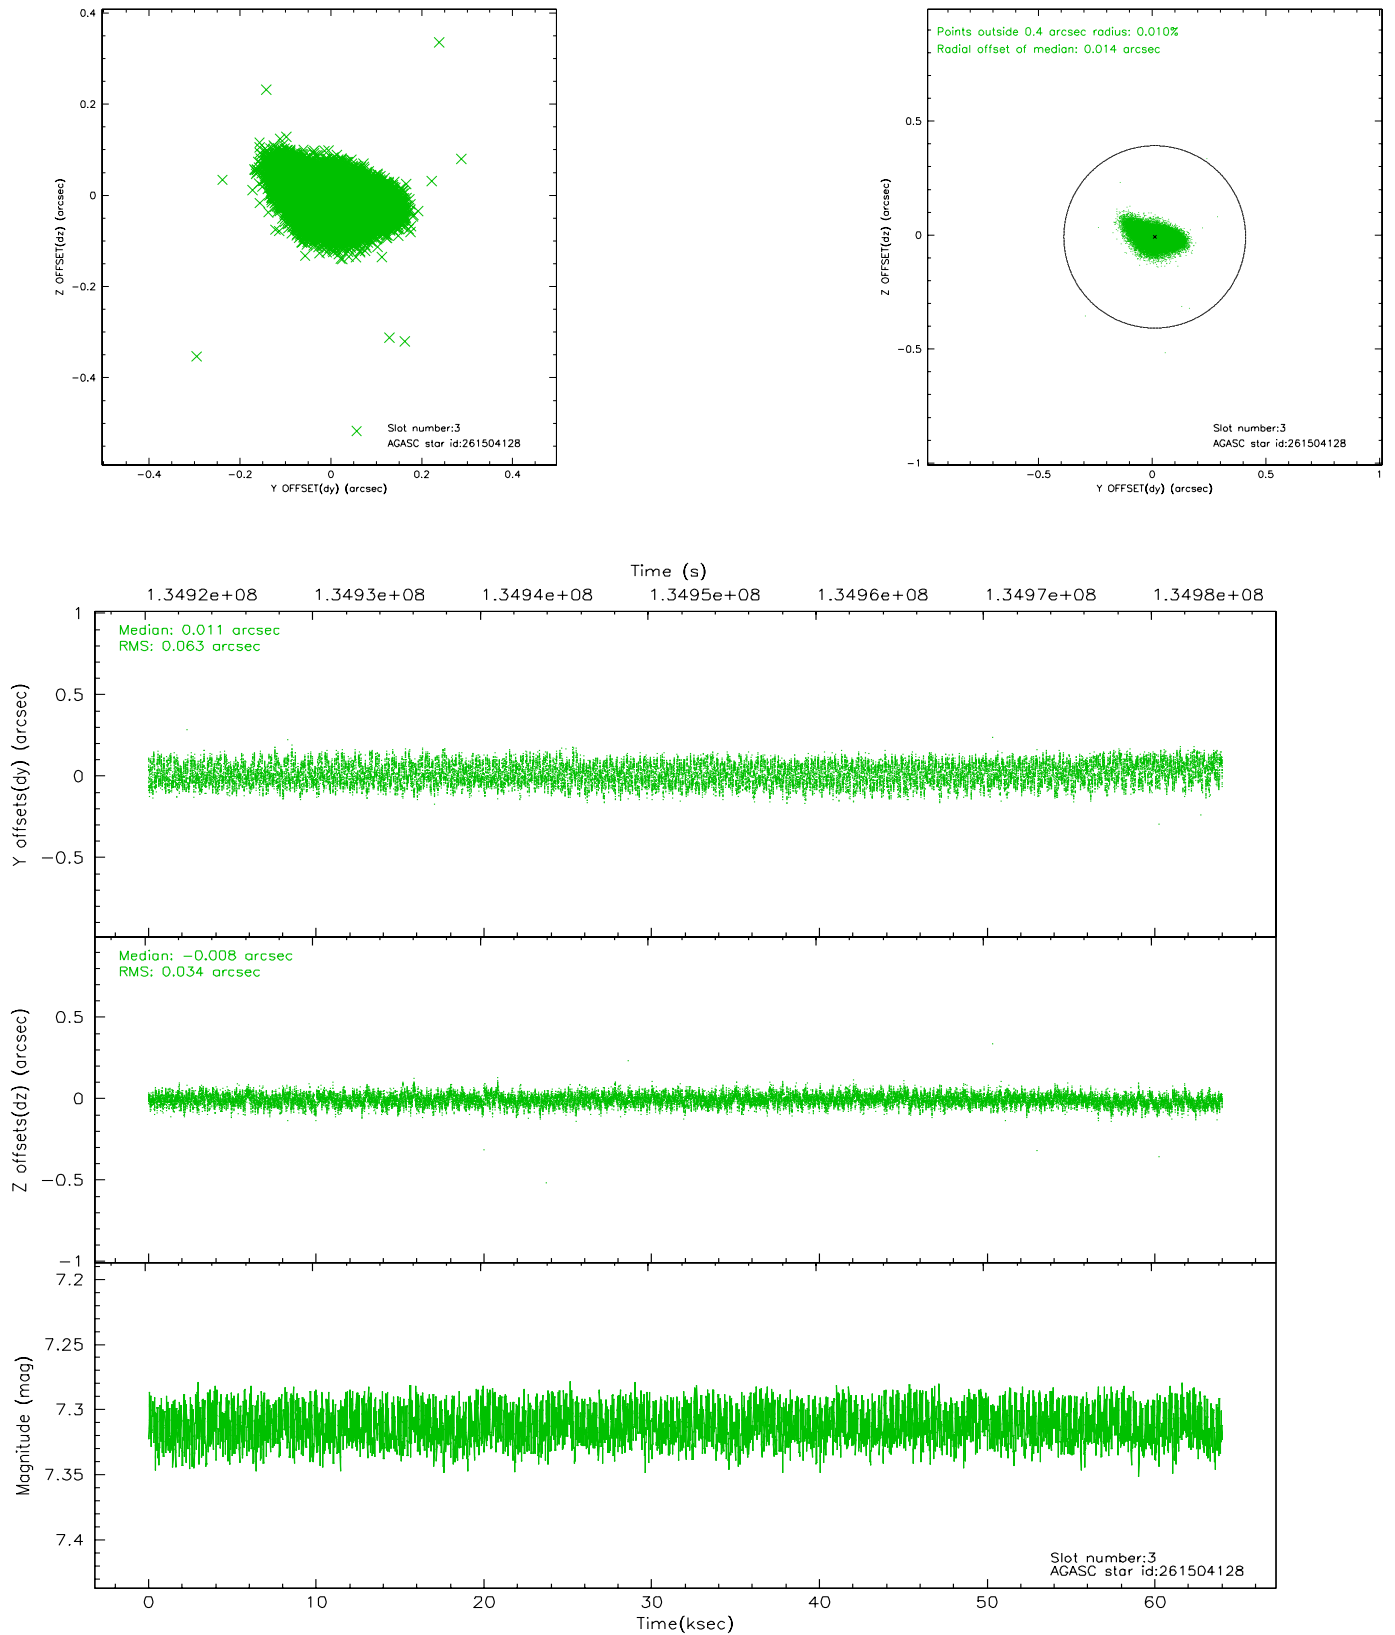 0.4
0.2
0
−0.2
−0.4
Z OFFSET(dz) (arcsec)
Slot number:3
AGASC star id:261504128
−0.4
−0.2
0
0.2
0.4
Y OFFSET(dy) (arcsec)
Points outside 0.4 arcsec radius: 0.010%
Radial offset of median: 0.014 arcsec
0.5
0
−0.5
−1
Z OFFSET(dz) (arcsec)
Slot number:3
AGASC star id:261504128
−0.5
0
0.5
1
Y OFFSET(dy) (arcsec)
Time (s)
1.3492e+08
1.3493e+08
1.3494e+08
1.3495e+08
1.3496e+08
1.3497e+08
1.3498e+08
1
0.5
0
−0.5
Y offsets(dy) (arcsec)
Median: 0.011 arcsec
RMS: 0.063 arcsec
0.5
0
−0.5
−1
Z offsets(dz) (arcsec)
Median: −0.008 arcsec
RMS: 0.034 arcsec
7.2
7.25
7.3
7.35
7.4
Magnitude (mag)
Slot number:3
AGASC star id:261504128
0
10
20
30
40
50
60
Time(ksec)